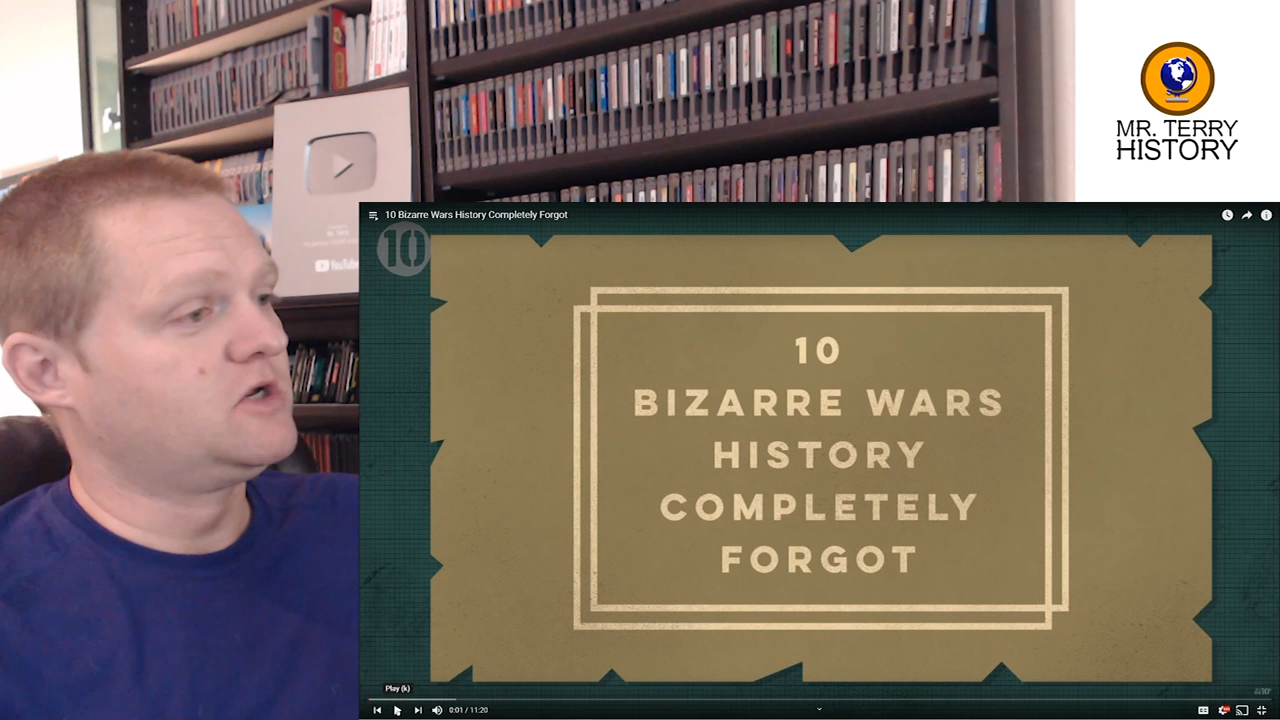 MR. TERRY
HISTORY
10 Bizarre Wars History Completely Forgot
10
10
BIZARRE WARS
HISTORY
COMPLETELY
FORGOT
YouTube
Play (k)
0:01 / 11:20